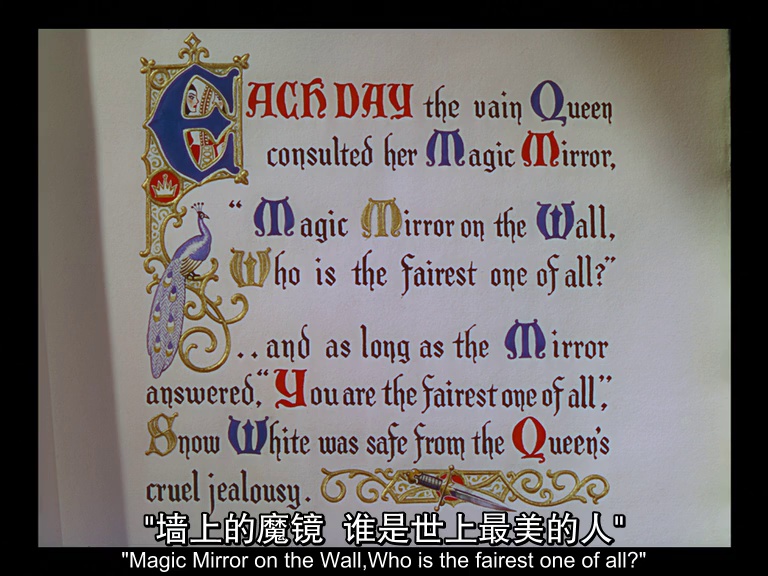 EACH DAY the vain Queen
consulted her Magic Mirror,
“Magic Mirror on the Wall,
Who is the fairest one of all?”
..and as long as the Mirror
answered,“You are the fairest one of all”,
Snow White was safe from the Queen's
cruel jealousy.
"墙上的魔镜 谁是世上最美的人"
"Magic Mirror on the Wall,Who is the fairest one of all?"